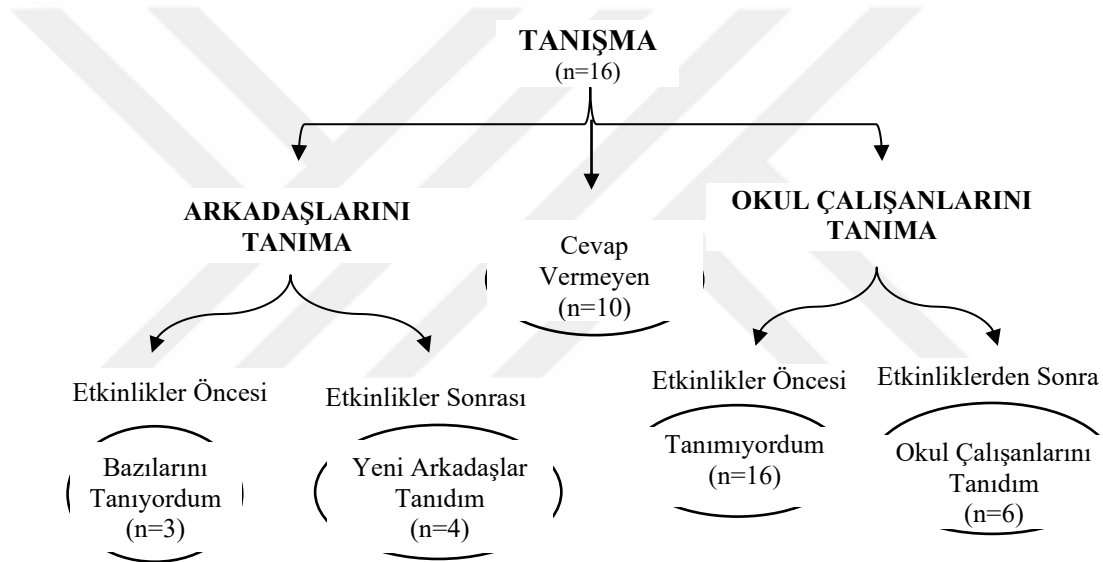 TANIŞMA
(n=16)
ARKADAŞLARINI
TANIMA
Cevap
Vermeyen
(n=10)
OKUL ÇALIŞANLARINI
TANIMA
Etkinlikler Öncesi
Bazılarını
Tanıyordum
(n=3)
Etkinlikler Sonrası
Yeni Arkadaşlar
Tanıdım
(n=4)
Etkinlikler Öncesi
Tanımıyordum
(n=16)
Etkinliklerden Sonra
Okul Çalışanlarını
Tanıdım
(n=6)